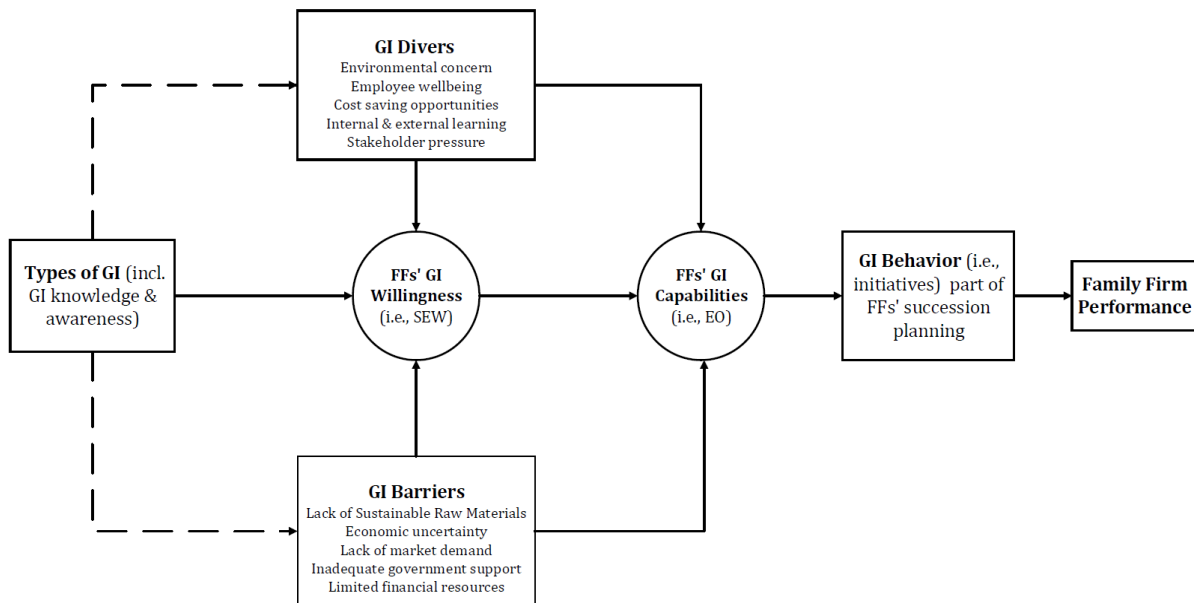 GI Divers
Environmental concern
Employee wellbeing
Cost saving opportunities
Internal & external learning
Stakeholder pressure
Types of GI (incl.
GI knowledge &
awareness)
FFs' GI
Willingness
(i.e., SEW)
FFs' GI
Capabilities
(i.e., EO)
GI Behavior (i.e.,
initiatives) part of
FFs' succession
planning
Family Firm
Performance
GI Barriers
Lack of Sustainable Raw Materials
Economic uncertainty
Lack of market demand
Inadequate government support
Limited financial resources